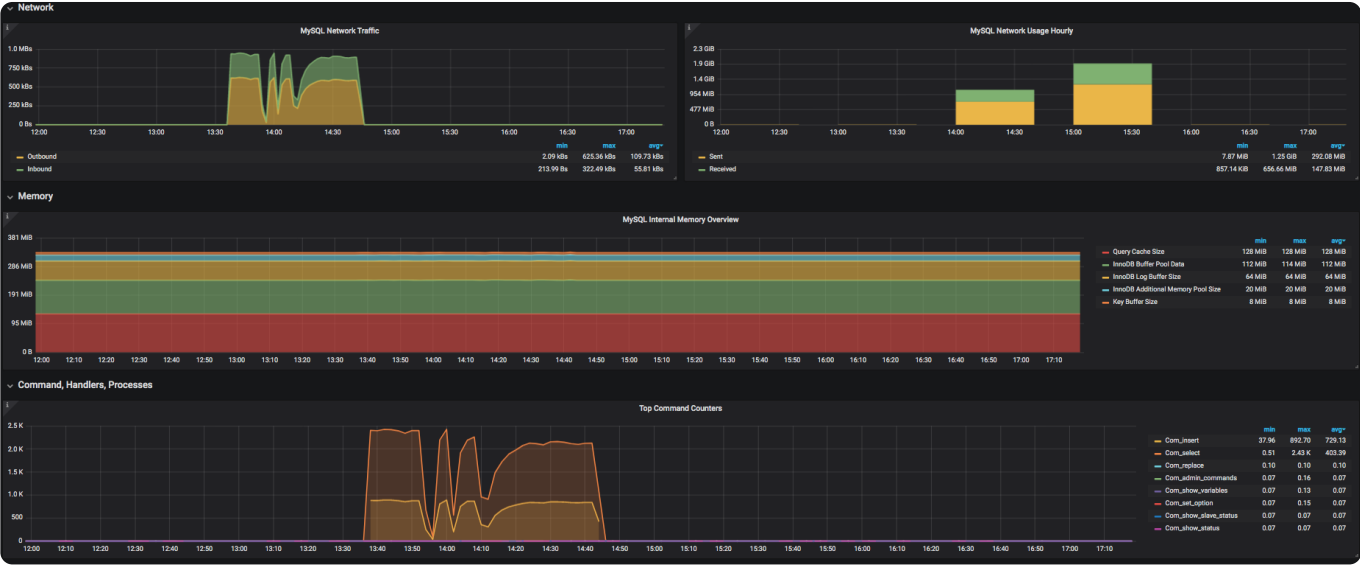 Network
MySQL Network Traffic
1.0 MBs
750 kBs
500 kBs
250 kBs
0 Bs
12:00 12:30 13:00 13:30 14:00 14:30 15:00 15:30 16:00 16:30 17:00
min max avg
Outbound 2.09 kBs 625.36 kBs 109.73 kBs
Inbound 213.99 Bs 322.49 kBs 55.81 kBs
MySQL Network Usage Hourly
2.3 GiB
1.9 GiB
1.4 GiB
954 MiB
477 MiB
0 B
12:00 12:30 13:00 13:30 14:00 14:30 15:00 15:30 16:00 16:30 17:00
min max avg
Sent 7.87 MiB 1.25 GiB 292.08 MiB
Received 857.14 KiB 656.66 MiB 147.83 MiB
Memory
MySQL Internal Memory Overview
381 MiB
286 MiB
191 MiB
95 MiB
0 B
12:00 12:10 12:20 12:30 12:40 12:50 13:00 13:10 13:20 13:30 13:40 13:50 14:00 14:10 14:20 14:30 14:40 14:50 15:00 15:10 15:20 15:30 15:40 15:50 16:00 16:10 16:20 16:30 16:40 16:50 17:00 17:10
min max avg
Query Cache Size 128 MiB 128 MiB 128 MiB
InnoDB Buffer Pool Data 112 MiB 114 MiB 112 MiB
InnoDB Log Buffer Size 64 MiB 64 MiB 64 MiB
InnoDB Additional Memory Pool Size 20 MiB 20 MiB 20 MiB
Key Buffer Size 8 MiB 8 MiB 8 MiB
Command, Handlers, Processes
Top Command Counters
2.5 K
2.0 K
1.5 K
1.0 K
500
0
12:00 12:10 12:20 12:30 12:40 12:50 13:00 13:10 13:20 13:30 13:40 13:50 14:00 14:10 14:20 14:30 14:40 14:50 15:00 15:10 15:20 15:30 15:40 15:50 16:00 16:10 16:20 16:30 16:40 16:50 17:00 17:10
min max avg
Com_insert 37.96 892.70 729.13
Com_select 0.51 2.43 K 403.39
Com_replace 0.10 0.10 0.10
Com_admin_commands 0.07 0.16 0.07
Com_show_variables 0.07 0.13 0.07
Com_set_option 0.07 0.15 0.07
Com_show_slave_status 0.07 0.07 0.07
Com_show_status 0.07 0.07 0.07